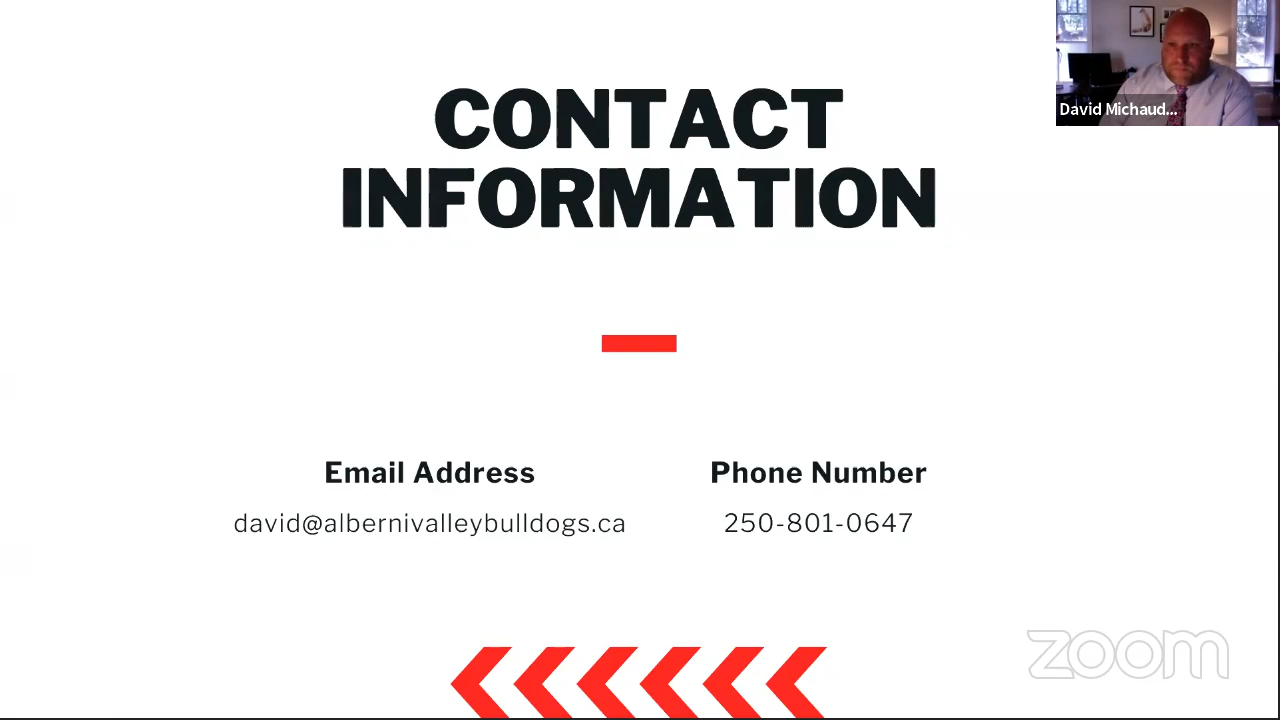 David Michaud...
CONTACT
INFORMATION
Email Address
david@albernivalleybulldogs.ca
Phone Number
250-801-0647
zoom